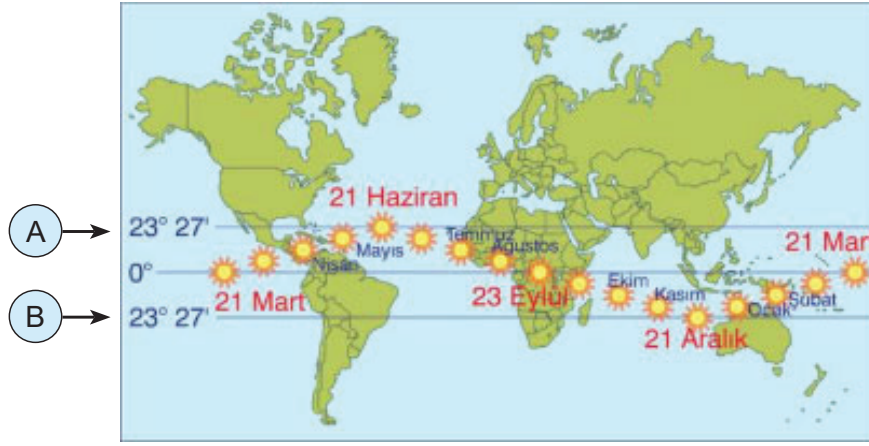 21 Haziran
A
23° 27'
Mayıs
Temmuz
Ağustos
Nisan
21 Mar
0°
21 Mart
23 Eylül
Ekim
Kasım
Ocak
Şubat
B
23° 27'
21 Aralık